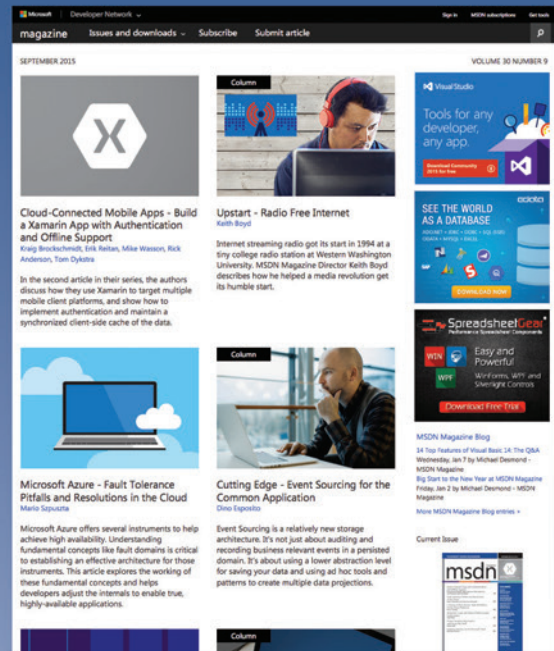 Microsoft
Developer Network
Sign in
MSDN subscriptions
Get tools
magazine
Issues and downloads
Subscribe
Submit article
SEPTEMBER 2015
VOLUME 30 NUMBER 9
X
Cloud-Connected Mobile Apps - Build
a Xamarin App with Authentication
and Offline Support
Kraig Brockschmidt, Erik Reitan, Mike Wasson, Rick
Anderson, Tom Dykstra
In the second article in their series, the authors
discuss how they use Xamarin to target multiple
mobile client platforms, and show how to
implement authentication and maintain a
synchronized client-side cache of the data.
Column
Upstart - Radio Free Internet
Keith Boyd
Internet streaming radio got its start in 1994 at a
tiny college radio station at Western Washington
University. MSDN Magazine Director Keith Boyd
describes how he helped a media revolution get
its humble start.
Microsoft Azure - Fault Tolerance
Pitfalls and Resolutions in the Cloud
Mario Szpuszta
Microsoft Azure offers several instruments to help
achieve high availability. Understanding
fundamental concepts like fault domains is critical
to establishing an effective architecture for those
instruments. This article explores the working of
these fundamental concepts and helps
developers adjust the internals to enable true,
highly-available applications.
Column
Cutting Edge - Event Sourcing for the
Common Application
Dino Esposito
Event Sourcing is a relatively new storage
architecture. It's not just about auditing and
recording business relevant events in a persisted
domain. It's about using a lower abstraction level
for saving your data and using ad hoc tools and
patterns to create multiple data projections.
Column
Visual Studio
Tools for any
developer,
any app.
Download Community
2015 for free
SEE THE WORLD
AS A DATABASE
DOWNLOAD NOW
SpreadsheetGear
Performance Spreadsheet Components
WIN
WPF
Easy and
Powerful
WinForms, WPF and
Silverlight Controls
Download Free Trial
MSDN Magazine Blog
14 Top Features of Visual Basic 14: The Q&A
Wednesday, Jan 7 by Michael Desmond -
MSDN Magazine
Big Start to the New Year at MSDN Magazine
Friday, Jan 2 by Michael Desmond - MSDN
Magazine
More MSDN Magazine Blog entries »
Current Issue
msdn